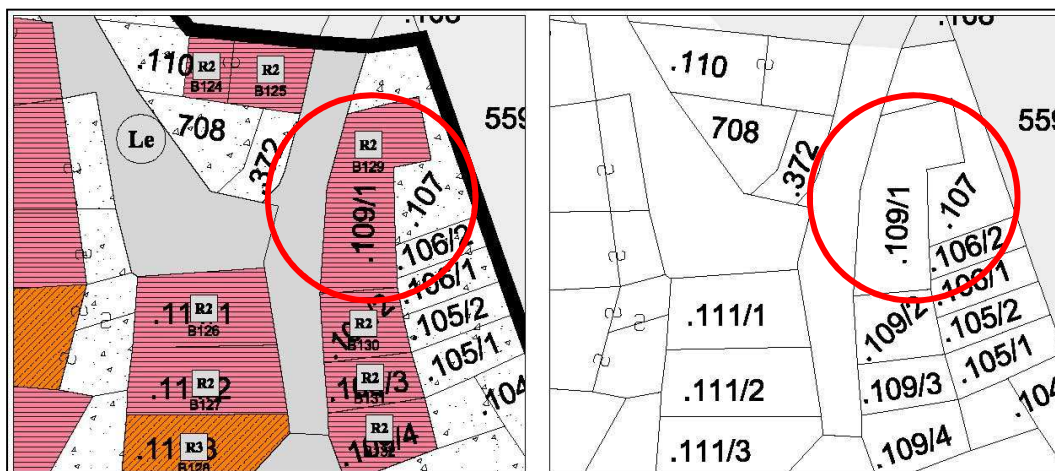 .110
R2
B124
R2
B125
Le
708
.372
559
R2
B129
.109/1
.107
.106/2
.106/1
.105/2
.105/1
R2
B126
R2
B130
R2
B127
R2
B131
R3
B128
R2
.108
.110
708
.372
559
.109/1
.107
.106/2
.106/1
.105/2
.105/1
.109/2
.111/1
.111/2
.109/3
.111/3
.109/4